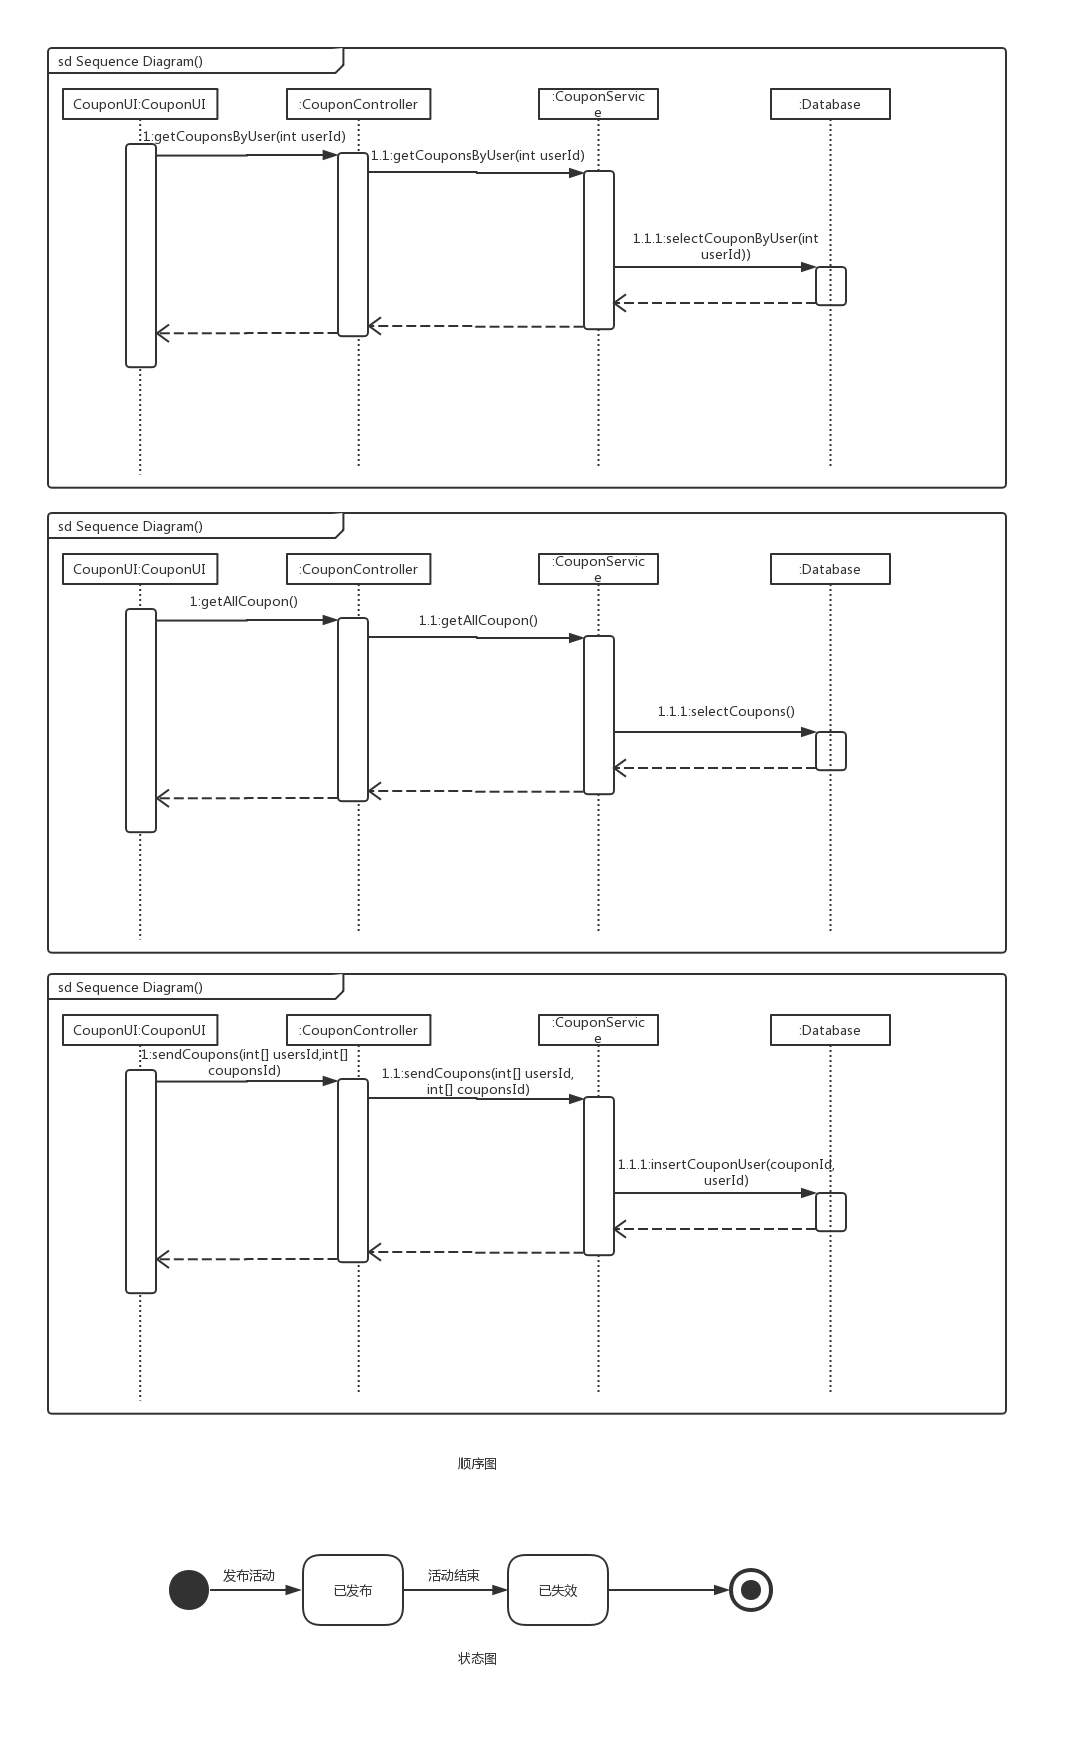 sd Sequence Diagram()
CouponUI:CouponUI
:CouponController
:CouponServic
e
:Database
1:getCouponsByUser(int userId)
1.1:getCouponsByUser(int userId)
1.1.1:selectCouponByUser(int
userId))
sd Sequence Diagram()
CouponUI:CouponUI
:CouponController
:CouponServic
e
:Database
1:getAllCoupon()
1.1:getAllCoupon()
1.1.1:selectCoupons()
sd Sequence Diagram()
CouponUI:CouponUI
:CouponController
:CouponServic
e
:Database
1:sendCoupons(int[] usersId,int[]
couponsId)
1.1:sendCoupons(int[] usersId,
int[] couponsId)
1.1.1:insertCouponUser(couponId,
userId)
顺序图
发布活动
已发布
活动结束
已失效
状态图